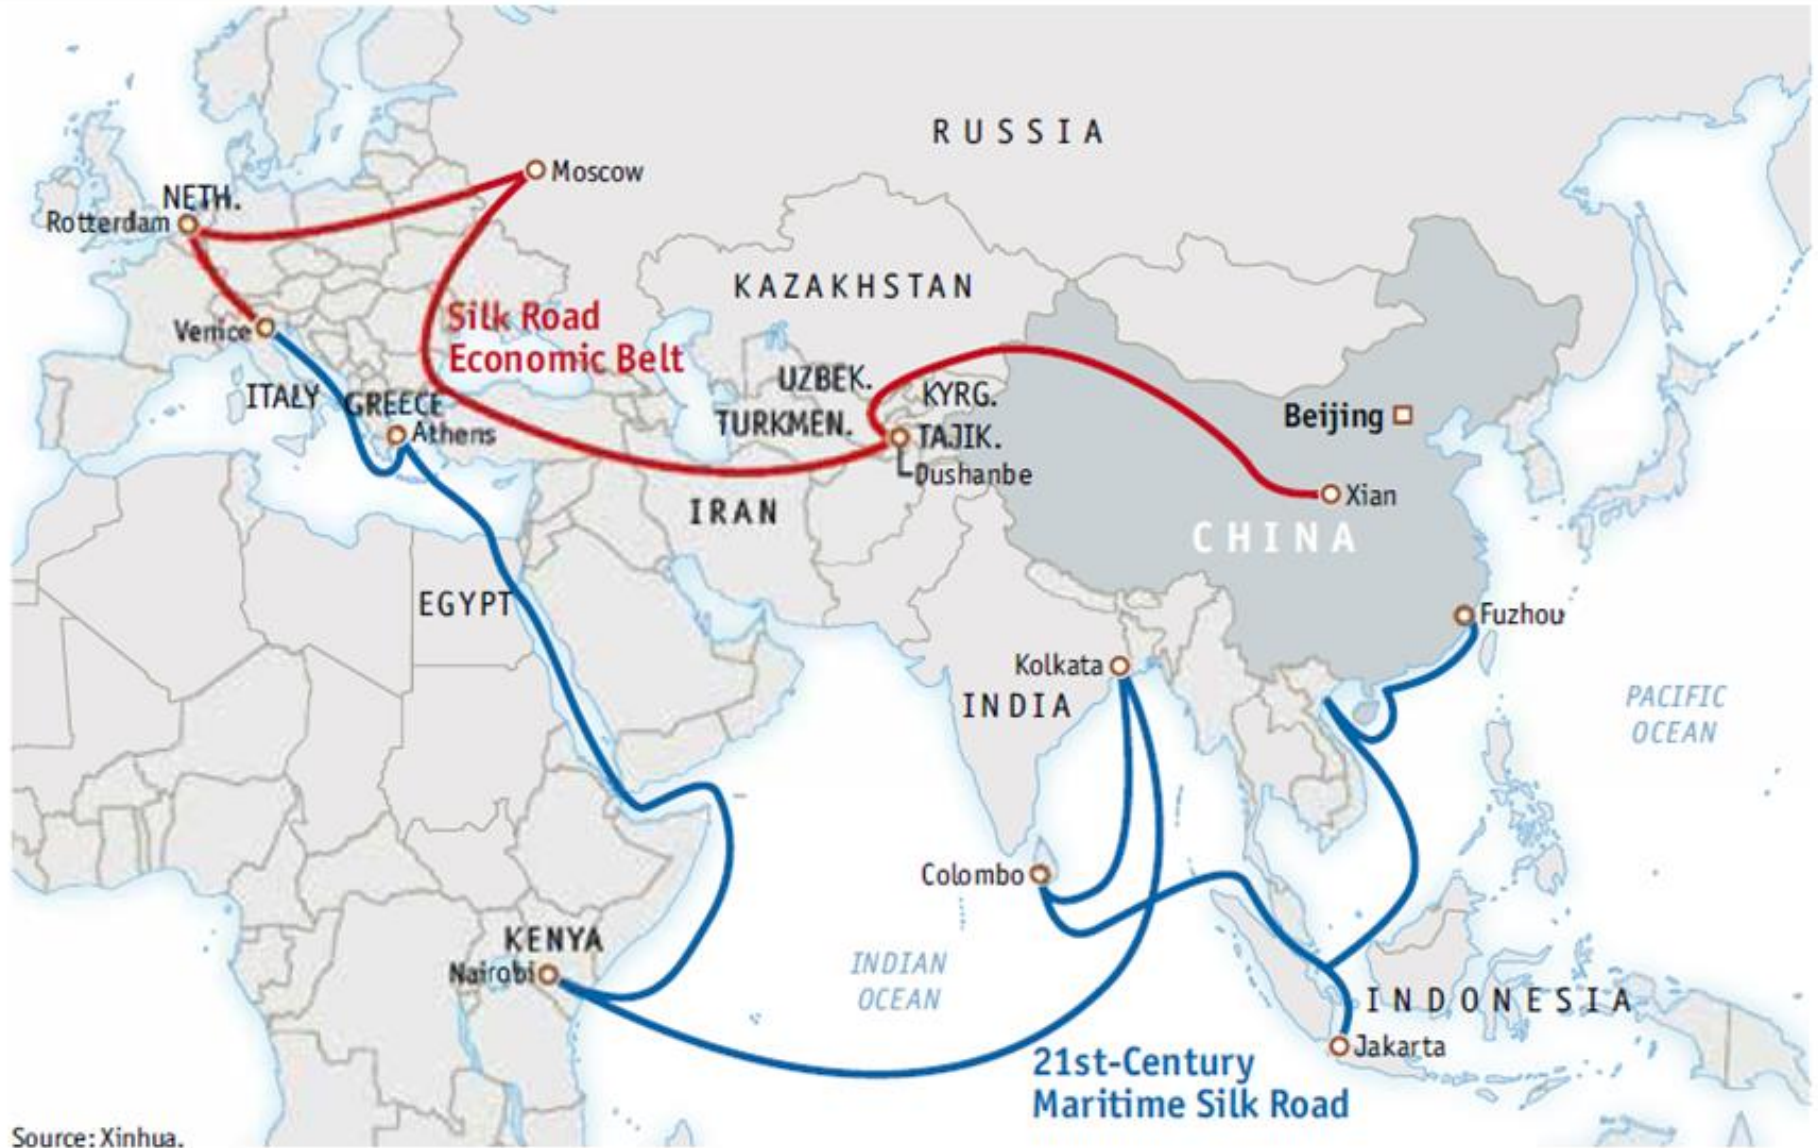 RUSSIA
Moscow
NETH.
Rotterdam
KAZAKHSTAN
Silk Road
Economic Belt
Venice
ITALY
GREECE
Athens
UZBEK.
KYRG.
TURKMEN.
TAJIK.
Dushanbe
Beijing
Xian
IRAN
CHINA
EGYPT
Fuzhou
Kolkata
INDIA
PACIFIC
OCEAN
Colombo
KENYA
Nairobi
INDIAN
OCEAN
INDONESIA
Jakarta
21st-Century
Maritime Silk Road
Source: Xinhua.